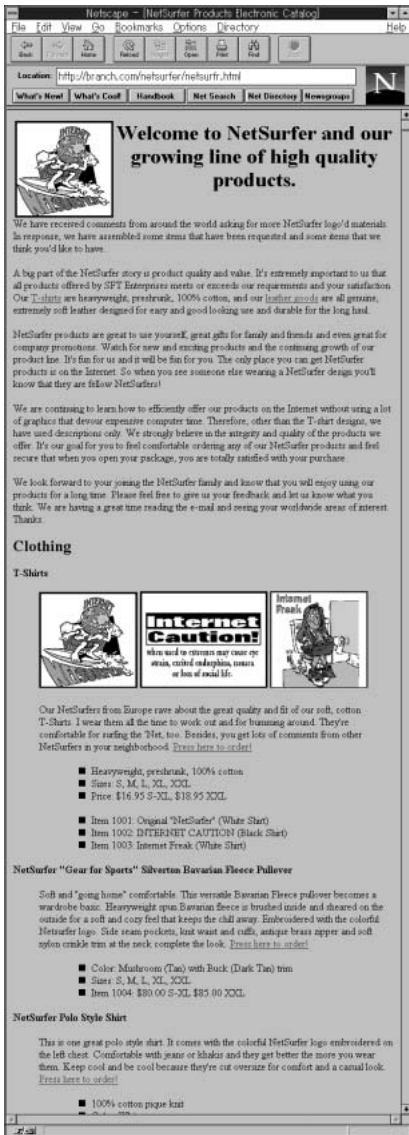 Netscape - [NetSurfer Products Electronic Catalog]
File Edit View Go Bookmarks Options Directory Help
Back Home Reload Open Print Find
Location: http://branch.com/netsurfer/netsurfr.html
What's New! What's Cool! Handbook Net Search Net Directory Newsgroups
N
Welcome to NetSurfer and our
growing line of high quality
products.
We have received comments from around the world asking for more NetSurfer logo'd materials.
In response, we have assembled some items that have been requested and some items that we
think you'd like to have.
A big part of the NetSurfer story is product quality and value. It's extremely important to us that
all products offered by SFT Enterprises meets or exceeds our requirements and your satisfaction.
Our T-shirts are heavyweight, preshrunk, 100% cotton, and our leather goods are all genuine,
extremely soft leather designed for easy and good looking use and durable for the long haul.
NetSurfer products are great to use yourself, great gifts for family and friends and even great for
company promotions. Watch for new and exciting products and the continuing growth of our
product line. It's fun for us and it will be fun for you. The only place you can get NetSurfer
products is on the Internet. So when you see someone else wearing a NetSurfer design you'll
know that they are fellow NetSurfers!
We are continuing to learn how to efficiently offer our products on the Internet without using a lot
of graphics that devour expensive computer time. Therefore, other than the T-shirt designs, we
have used descriptions only. We strongly believe in the integrity and quality of the products we
offer. It's our goal for you to feel comfortable ordering any of our NetSurfer products and feel
secure that when you open your package, you are totally satisfied with your purchase.
We look forward to your joining the NetSurfer family and know that you will enjoy using our
products for a long time. Please feel free to give us your feedback and let us know what you
think. We are having a great time reading the e-mail and seeing your worldwide areas of interest.
Thanks.
Clothing
T-Shirts
INTERNET
NETSURFER
Internet
Caution!
when used to extremes may cause eye
strain, excited endorphins, nausea
or loss of social life.
Internet
Freak
Our NetSurfers from Europe rave about the great quality and fit of our soft, cotton
T-Shirts. I wear them all the time to work out and for bumming around. They're
comfortable for surfing the 'Net, too. Besides, you get lots of comments from other
NetSurfers in your neighborhood. Press here to order!
■ Heavyweight, preshrunk, 100% cotton
■ Sizes: S, M, L, XL, XXL
■ Price: $16.95 S-XL, $18.95 XXL
■ Item 1001: Original "NetSurfer" (White Shirt)
■ Item 1002: INTERNET CAUTION (Black Shirt)
■ Item 1003: Internet Freak (White Shirt)
NetSurfer "Gear for Sports" Silverton Bavarian Fleece Pullover
Soft and "going home" comfortable. This versatile Bavarian Fleece pullover becomes a
wardrobe basic. Heavyweight spun Bavarian fleece is brushed inside and sheared on the
outside for a soft and cozy feel that keeps the chill away. Embroidered with the colorful
Netsurfer logo. Side seam pockets, knit waist and cuffs, antique brass zipper and soft
nylon crinkle trim at the neck complete the look. Press here to order!
■ Color: Mushroom (Tan) with Buck (Dark Tan) trim
■ Sizes: S, M, L, XL, XXL
■ Item 1004: $80.00 S-XL $85.00 XXL
NetSurfer Polo Style Shirt
This is one great polo style shirt. It comes with the colorful NetSurfer logo embroidered on
the left chest. Comfortable with jeans or khakis and they get better the more you wear
them. Keep cool and be cool because they're cut oversize for comfort and a casual look.
Press here to order!
■ 100% cotton pique knit